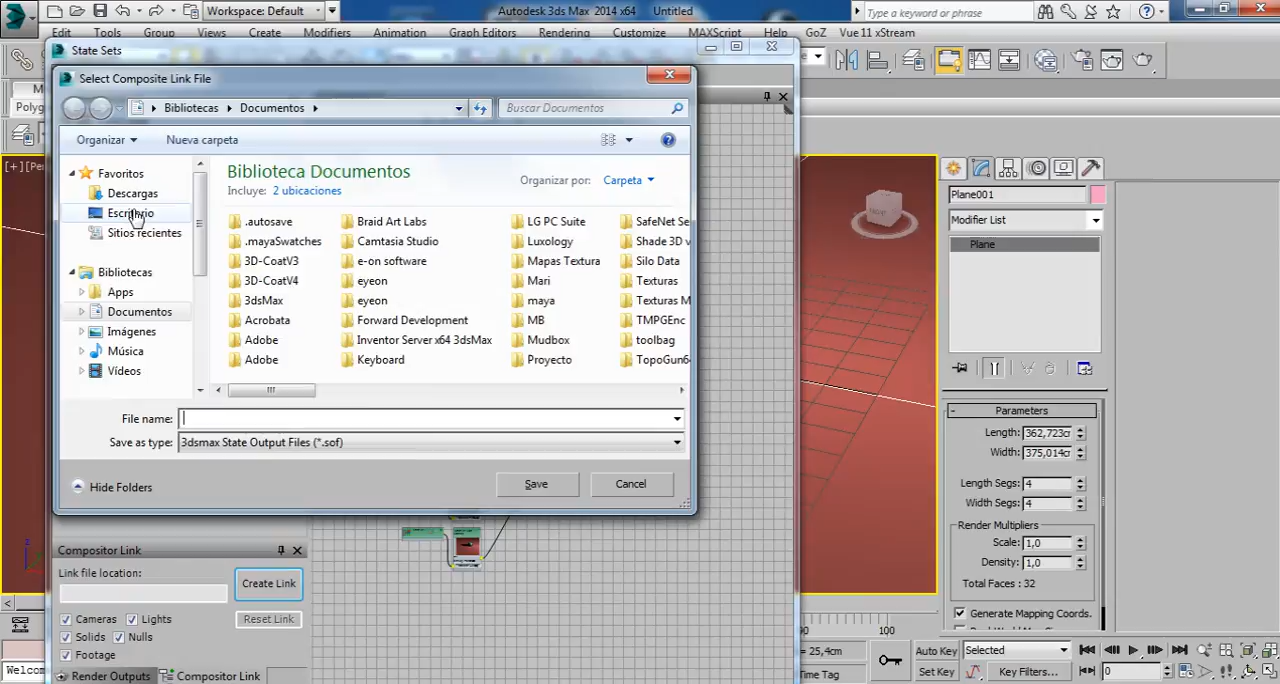 Workspace: Default
Autodesk 3ds Max 2014 x64 Untitled
Type a keyword or phrase
Edit Tools Group Views Create Modifiers Animation Graph Editors Rendering Customize MAXScript Help GoZ Vue 11 xStream
State Sets
Select Composite Link File
Bibliotecas Documentos
Buscar Documentos
Organizar Nueva carpeta
Favoritos
Descargas
Escritorio
Sitios recientes
Bibliotecas
Apps
Documentos
Imágenes
Música
Vídeos
Biblioteca Documentos
Incluye: 2 ubicaciones
Organizar por: Carpeta
.autosave Braid Art Labs LG PC Suite SafeNet Se
.mayaSwatches Camtasia Studio Luxology Shade 3D v
3D-CoatV3 e-on software Mapas Textura Silo Data
3D-CoatV4 eyeon Mari Texturas
3dsMax eyeon maya Texturas M
Acrobata Forward Development MB TMPGEnc
Adobe Inventor Server x64 3dsMax Mudbox toolbag
Adobe Keyboard Proyecto TopoGun6
File name:
Save as type: 3dsmax State Output Files (*.sof)
Hide Folders
Save Cancel
Polyg
[+] [Per
Compositor Link
Link file location:
Create Link
Cameras Lights
Reset Link
Solids Nulls
Footage
Render Outputs Compositor Link
Welcom
FRONT
Plane001
Modifier List
Plane
Parameters
Length: 362,723cr
Width: 375,014cr
Length Segs: 4
Width Segs: 4
Render Multipliers
Scale: 1,0
Density: 1,0
Total Faces : 32
Generate Mapping Coords.
90 100
= 25,4cm
Time Tag
Auto Key Selected
Set Key Key Filters...
0